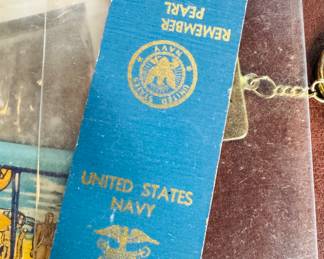 REMEMBER
PEARL
UNITED STATES
NAVY
UNITED STATES
NAVY